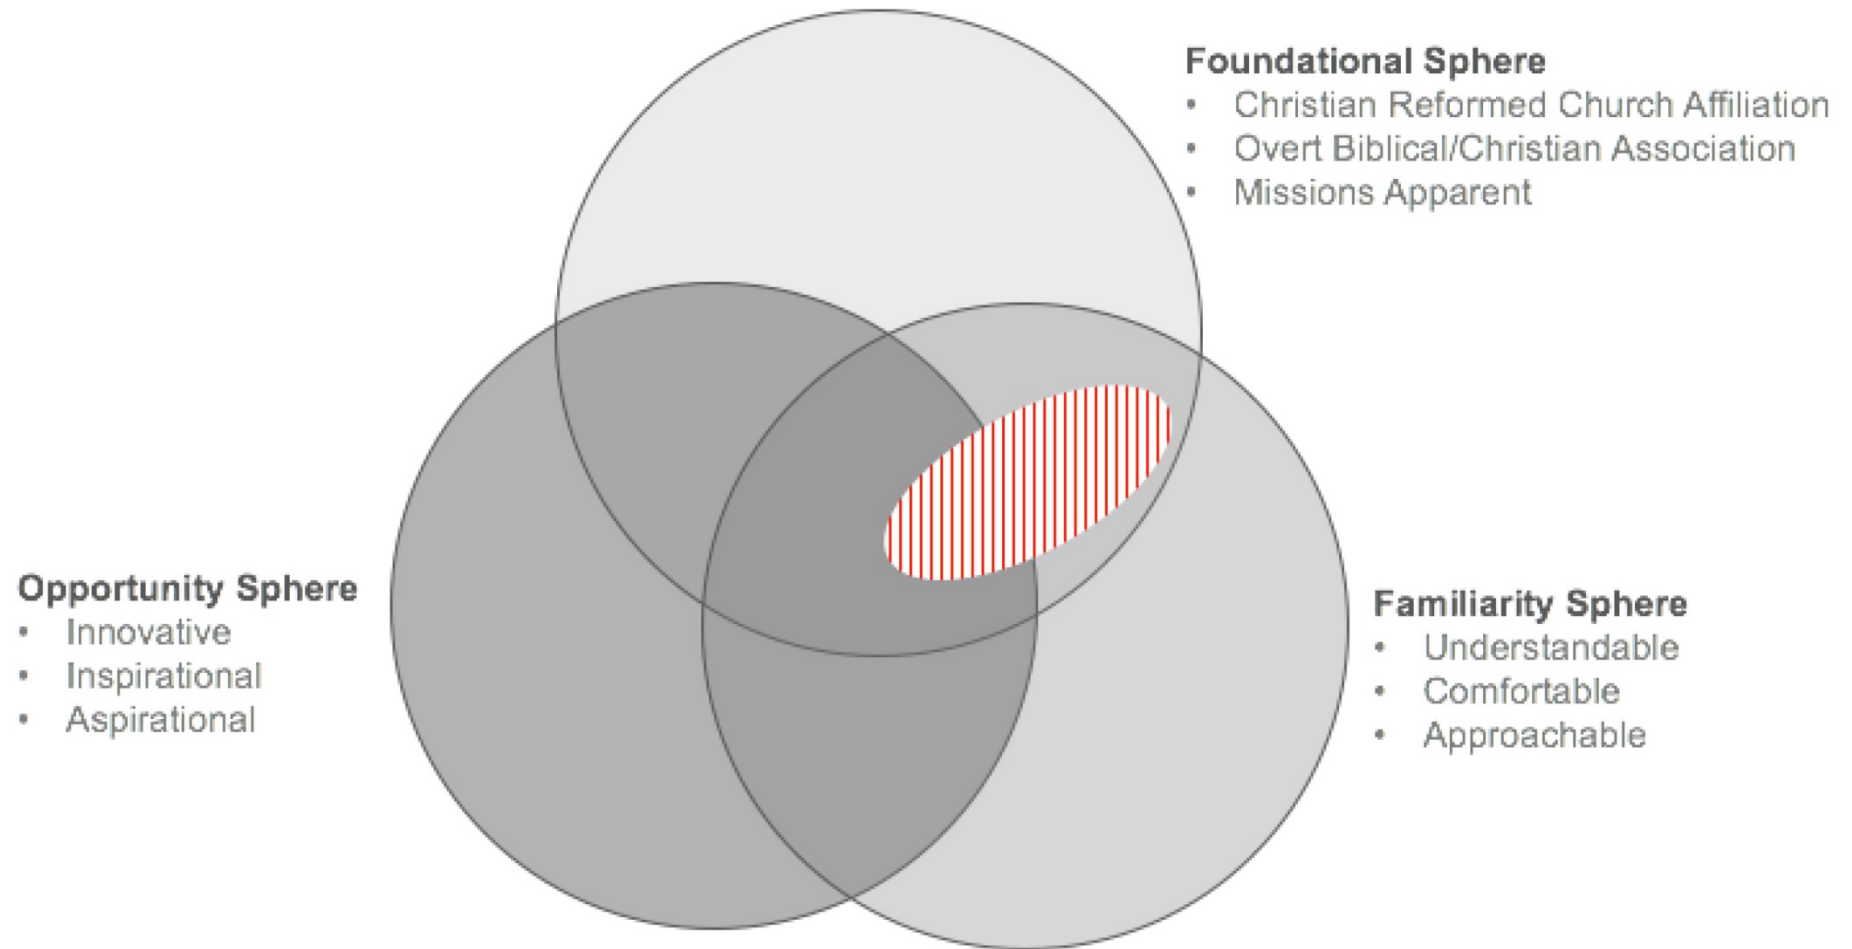 Foundational Sphere
• Christian Reformed Church Affiliation
• Overt Biblical/Christian Association
• Missions Apparent
Opportunity Sphere
• Innovative
• Inspirational
• Aspirational
Familiarity Sphere
• Understandable
• Comfortable
• Approachable